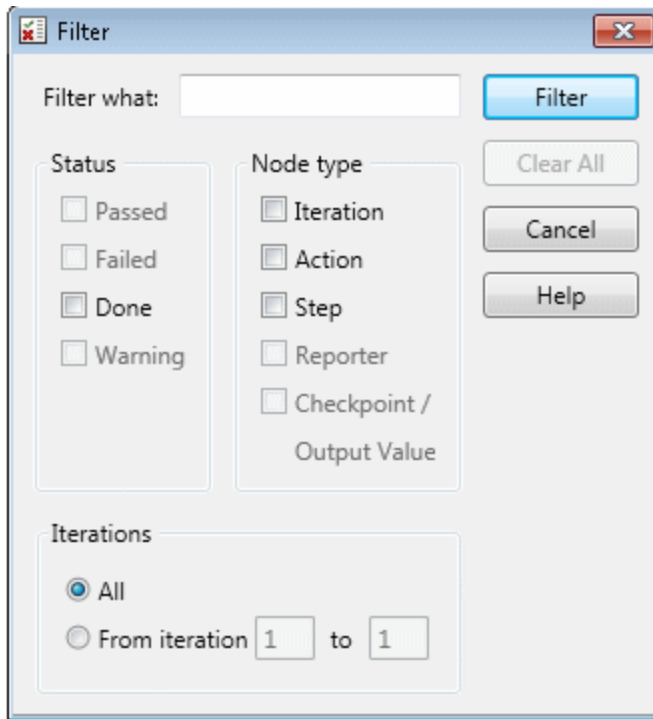 Filter
Filter what:
Filter
Status
Passed
Failed
Done
Warning
Node type
Iteration
Action
Step
Reporter
Checkpoint /
Output Value
Clear All
Cancel
Help
Iterations
All
From iteration 1 to 1